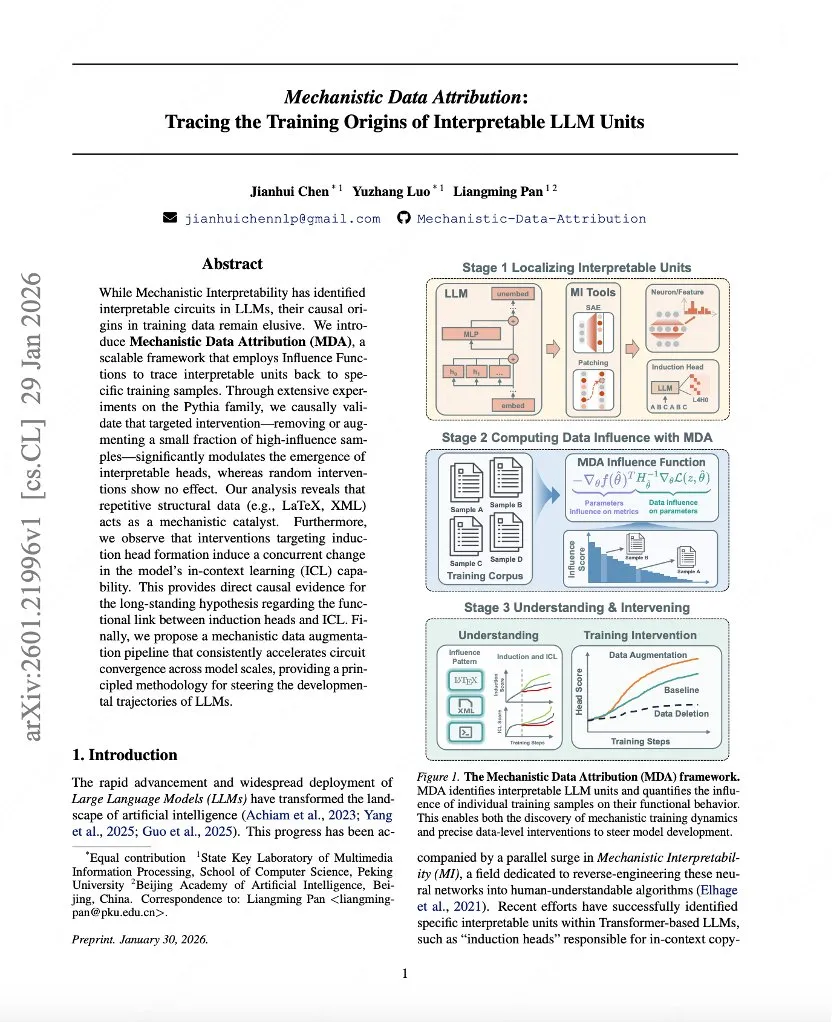 Mechanistic Data Attribution:
Tracing the Training Origins of Interpretable LLM Units
Jianhui Chen * 1 Yuzhang Luo * 1 Liangming Pan 1 2
jianhuichennlp@gmail.com Mechanistic-Data-Attribution
arXiv:2601.21996v1 [cs.CL] 29 Jan 2026
Abstract
While Mechanistic Interpretability has identified
interpretable circuits in LLMs, their causal ori-
gins in training data remain elusive. We intro-
duce Mechanistic Data Attribution (MDA), a
scalable framework that employs Influence Func-
tions to trace interpretable units back to spe-
cific training samples. Through extensive exper-
iments on the Pythia family, we causally vali-
date that targeted intervention—removing or aug-
menting a small fraction of high-influence sam-
ples—significantly modulates the emergence of
interpretable heads, whereas random interven-
tions show no effect. Our analysis reveals that
repetitive structural data (e.g., LaTeX, XML)
acts as a mechanistic catalyst. Furthermore,
we observe that interventions targeting induc-
tion head formation induce a concurrent change
in the model's in-context learning (ICL) capa-
bility. This provides direct causal evidence for
the long-standing hypothesis regarding the func-
tional link between induction heads and ICL. Fi-
nally, we propose a mechanistic data augmenta-
tion pipeline that consistently accelerates circuit
convergence across model scales, providing a prin-
cipled methodology for steering the developmen-
tal trajectories of LLMs.
1. Introduction
The rapid advancement and widespread deployment of
Large Language Models (LLMs) have transformed the land-
scape of artificial intelligence (Achiam et al., 2023; Yang
et al., 2025; Guo et al., 2025). This progress has been ac-
*Equal contribution 1State Key Laboratory of Multimedia
Information Processing, School of Computer Science, Peking
University 2Beijing Academy of Artificial Intelligence, Bei-
jing, China. Correspondence to: Liangming Pan <liangming-
pan@pku.edu.cn>.
Preprint. January 30, 2026.
Stage 1 Localizing Interpretable Units
LLM
unembed
MLP
h0 h1 ...
embed
MI Tools
SAE
Patching
Neuron/Feature
Induction Head
LLM
L4H0
A B C A B C
Stage 2 Computing Data Influence with MDA
Sample A
Sample B
Sample C
Sample D
Training Corpus
MDA Influence Function
−∇θf(θ̂)ᵀH⁻¹θ̂∇θℒ(z, θ̂)
Parameters
influence on metrics
Data influence
on parameters
Influence
Score
Sample B
Sample A
Stage 3 Understanding & Intervening
Understanding
Influence
Pattern
LATEX
XML
Induction and ICL
Induction
Score
ICL Score
Training Steps
Training Intervention
Head Score
Data Augmentation
Baseline
Data Deletion
Training Steps
Figure 1. The Mechanistic Data Attribution (MDA) framework.
MDA identifies interpretable LLM units and quantifies the influ-
ence of individual training samples on their functional behavior.
This enables both the discovery of mechanistic training dynamics
and precise data-level interventions to steer model development.
companied by a parallel surge in Mechanistic Interpretabil-
ity (MI), a field dedicated to reverse-engineering these neu-
ral networks into human-understandable algorithms (Elhage
et al., 2021). Recent efforts have successfully identified
specific interpretable units within Transformer-based LLMs,
such as “induction heads” responsible for in-context copy-
1